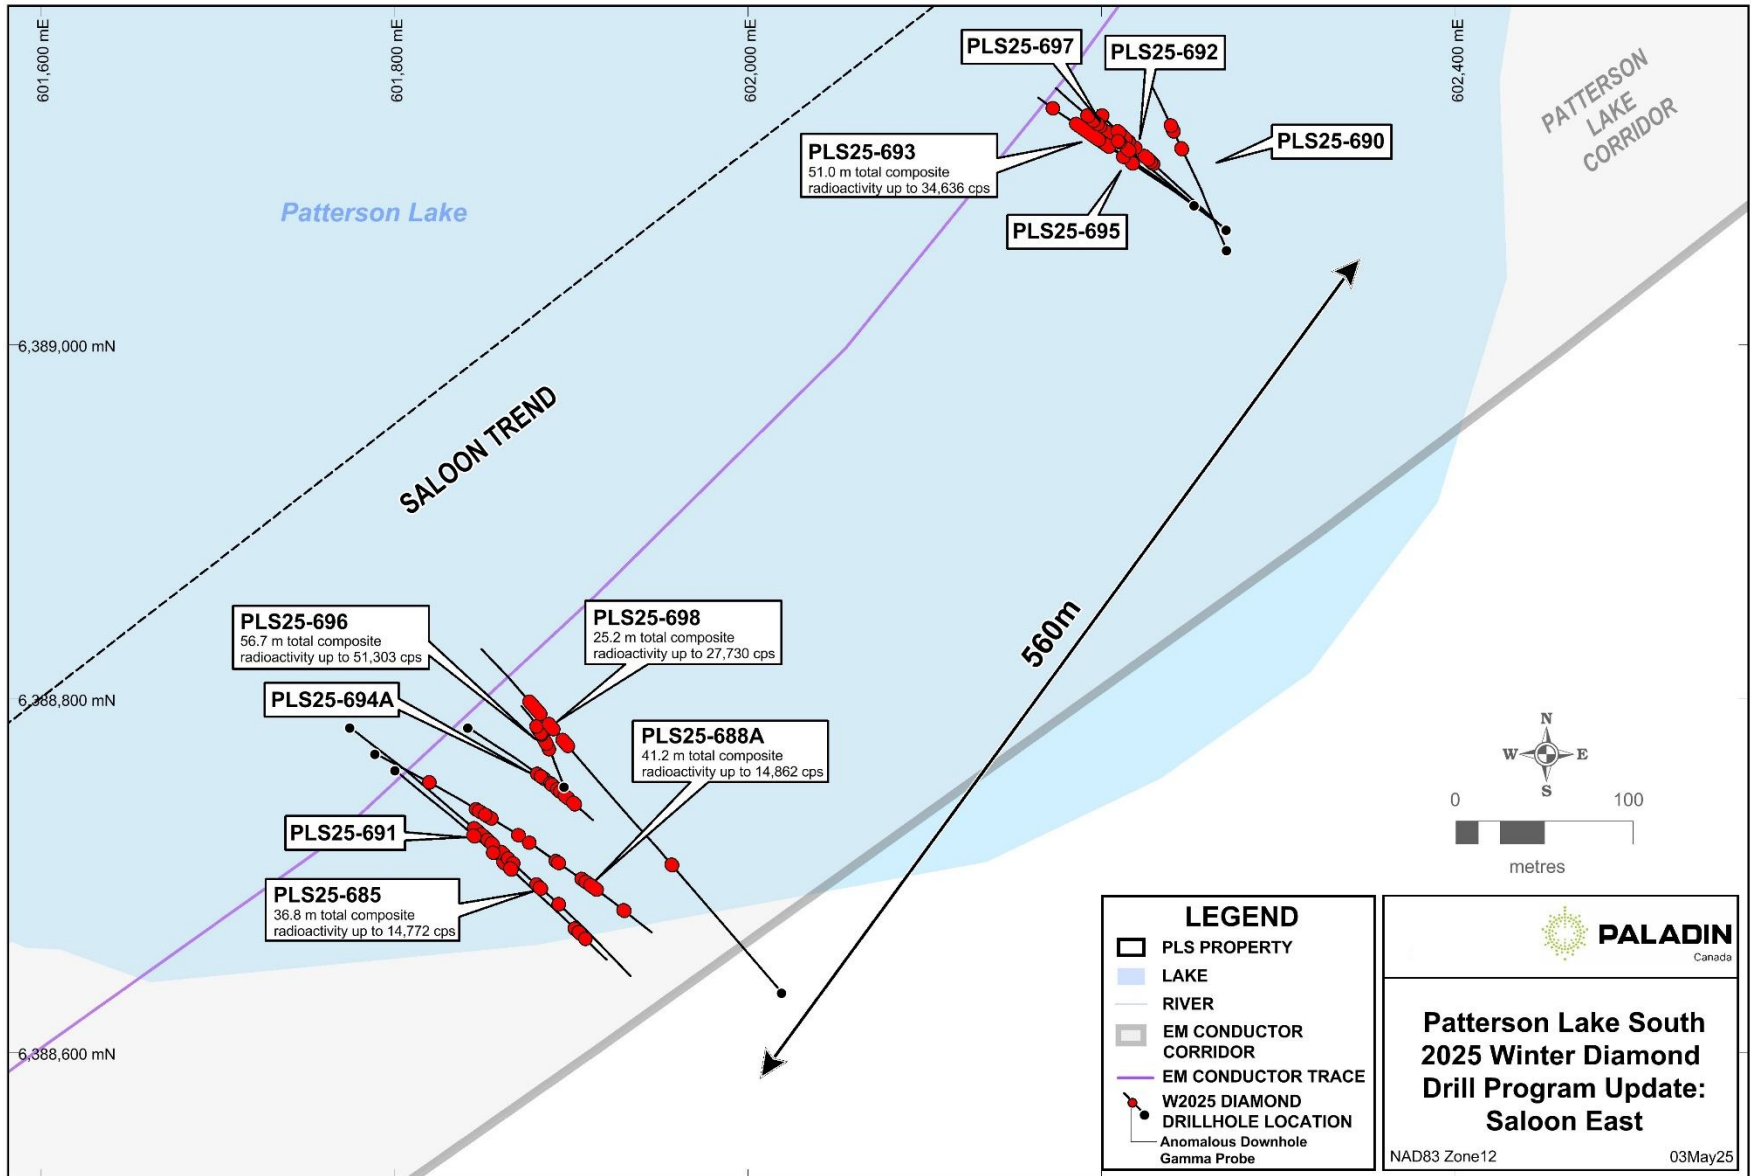 601,600 mE
601,800 mE
602,000 mE
602,400 mE
PATTERSON
LAKE
CORRIDOR
PLS25-697
PLS25-692
PLS25-690
PLS25-693
51.0 m total composite
radioactivity up to 34,636 cps
PLS25-695
Patterson Lake
6,389,000 mN
SALOON TREND
560m
PLS25-696
56.7 m total composite
radioactivity up to 51,303 cps
PLS25-698
25.2 m total composite
radioactivity up to 27,730 cps
6,388,800 mN
PLS25-694A
PLS25-688A
41.2 m total composite
radioactivity up to 14,862 cps
PLS25-691
PLS25-685
36.8 m total composite
radioactivity up to 14,772 cps
6,388,600 mN
N
W
E
S
0
100
metres
LEGEND
PLS PROPERTY
LAKE
RIVER
EM CONDUCTOR
CORRIDOR
EM CONDUCTOR TRACE
W2025 DIAMOND
DRILLHOLE LOCATION
Anomalous Downhole
Gamma Probe
PALADIN
Canada
Patterson Lake South
2025 Winter Diamond
Drill Program Update:
Saloon East
NAD83 Zone12
03May25